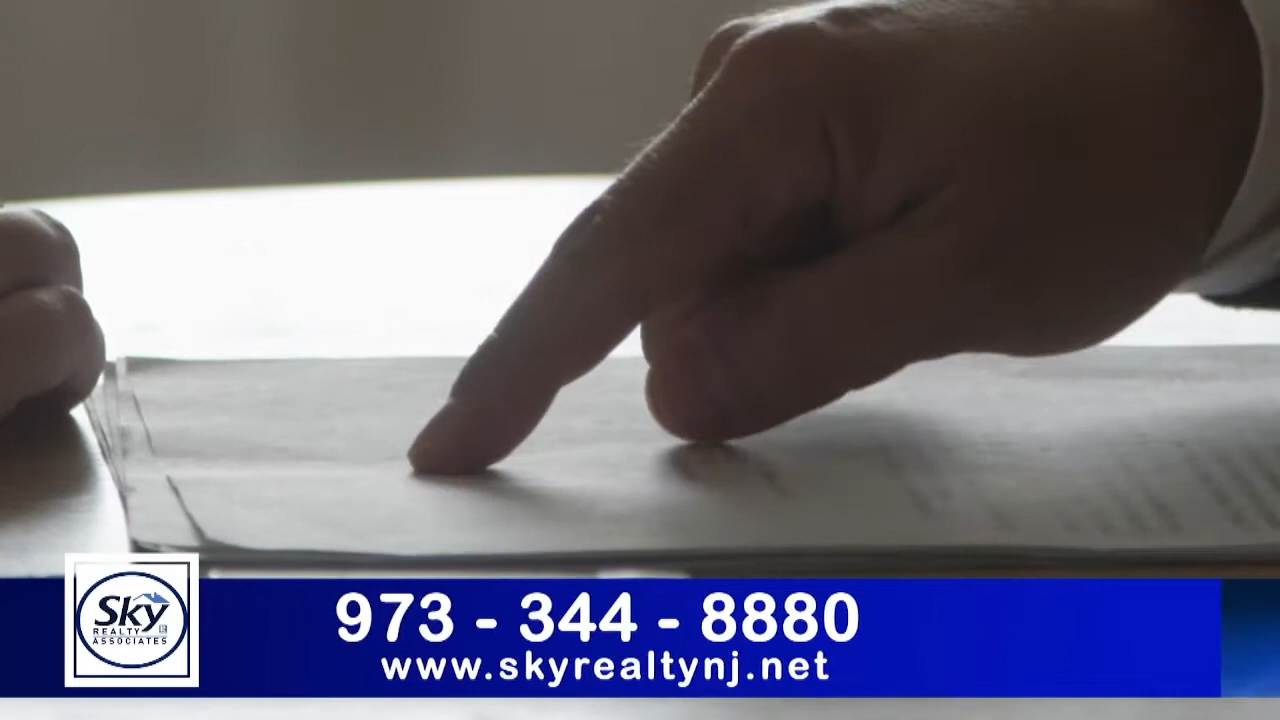 973 - 344 - 8880
www.skyrealtynj.net
Sky
REALTY
ASSOCIATES